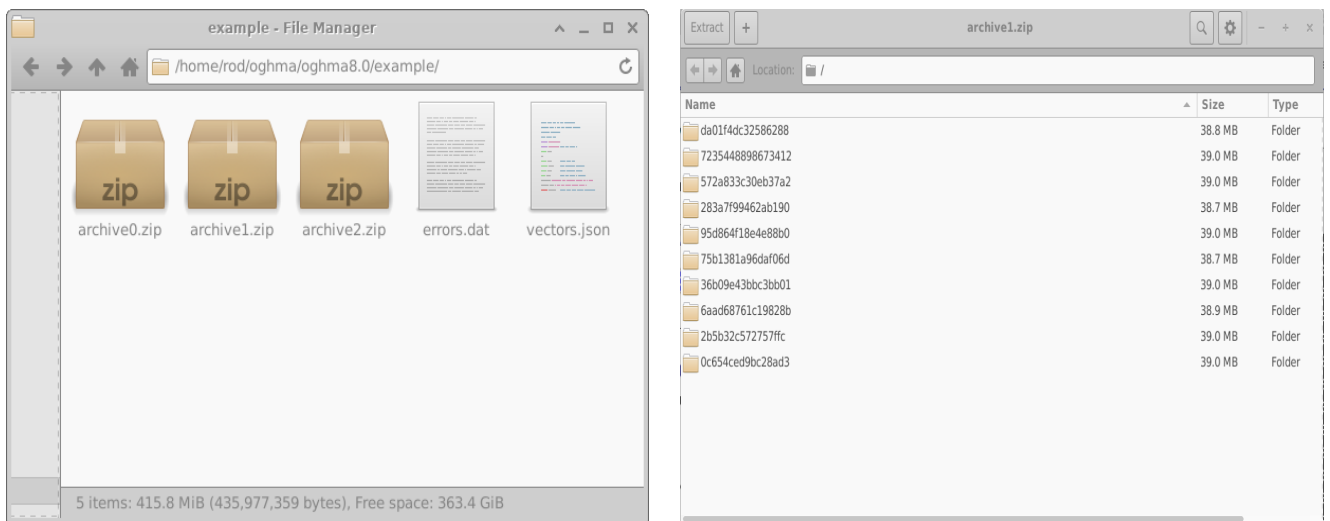 example - File Manager
/home/rod/oghma/oghma8.0/example/
zip
zip
zip
archive0.zip
archive1.zip
archive2.zip
errors.dat
vectors.json
5 items: 415.8 MiB (435,977,359 bytes), Free space: 363.4 GiB
Extract
+
archive1.zip
Location:
/
Name Size Type
da01f4dc32586288 38.8 MB Folder
7235448898673412 39.0 MB Folder
572a833c30eb37a2 39.0 MB Folder
283a7f99462ab190 38.7 MB Folder
95d864f18e4e88b0 39.0 MB Folder
75b1381a96daf06d 38.7 MB Folder
36b09e43bbc3bb01 39.0 MB Folder
6aad68761c19828b 38.9 MB Folder
2b5b32c572757ffc 39.0 MB Folder
0c654ced9bc28ad3 39.0 MB Folder